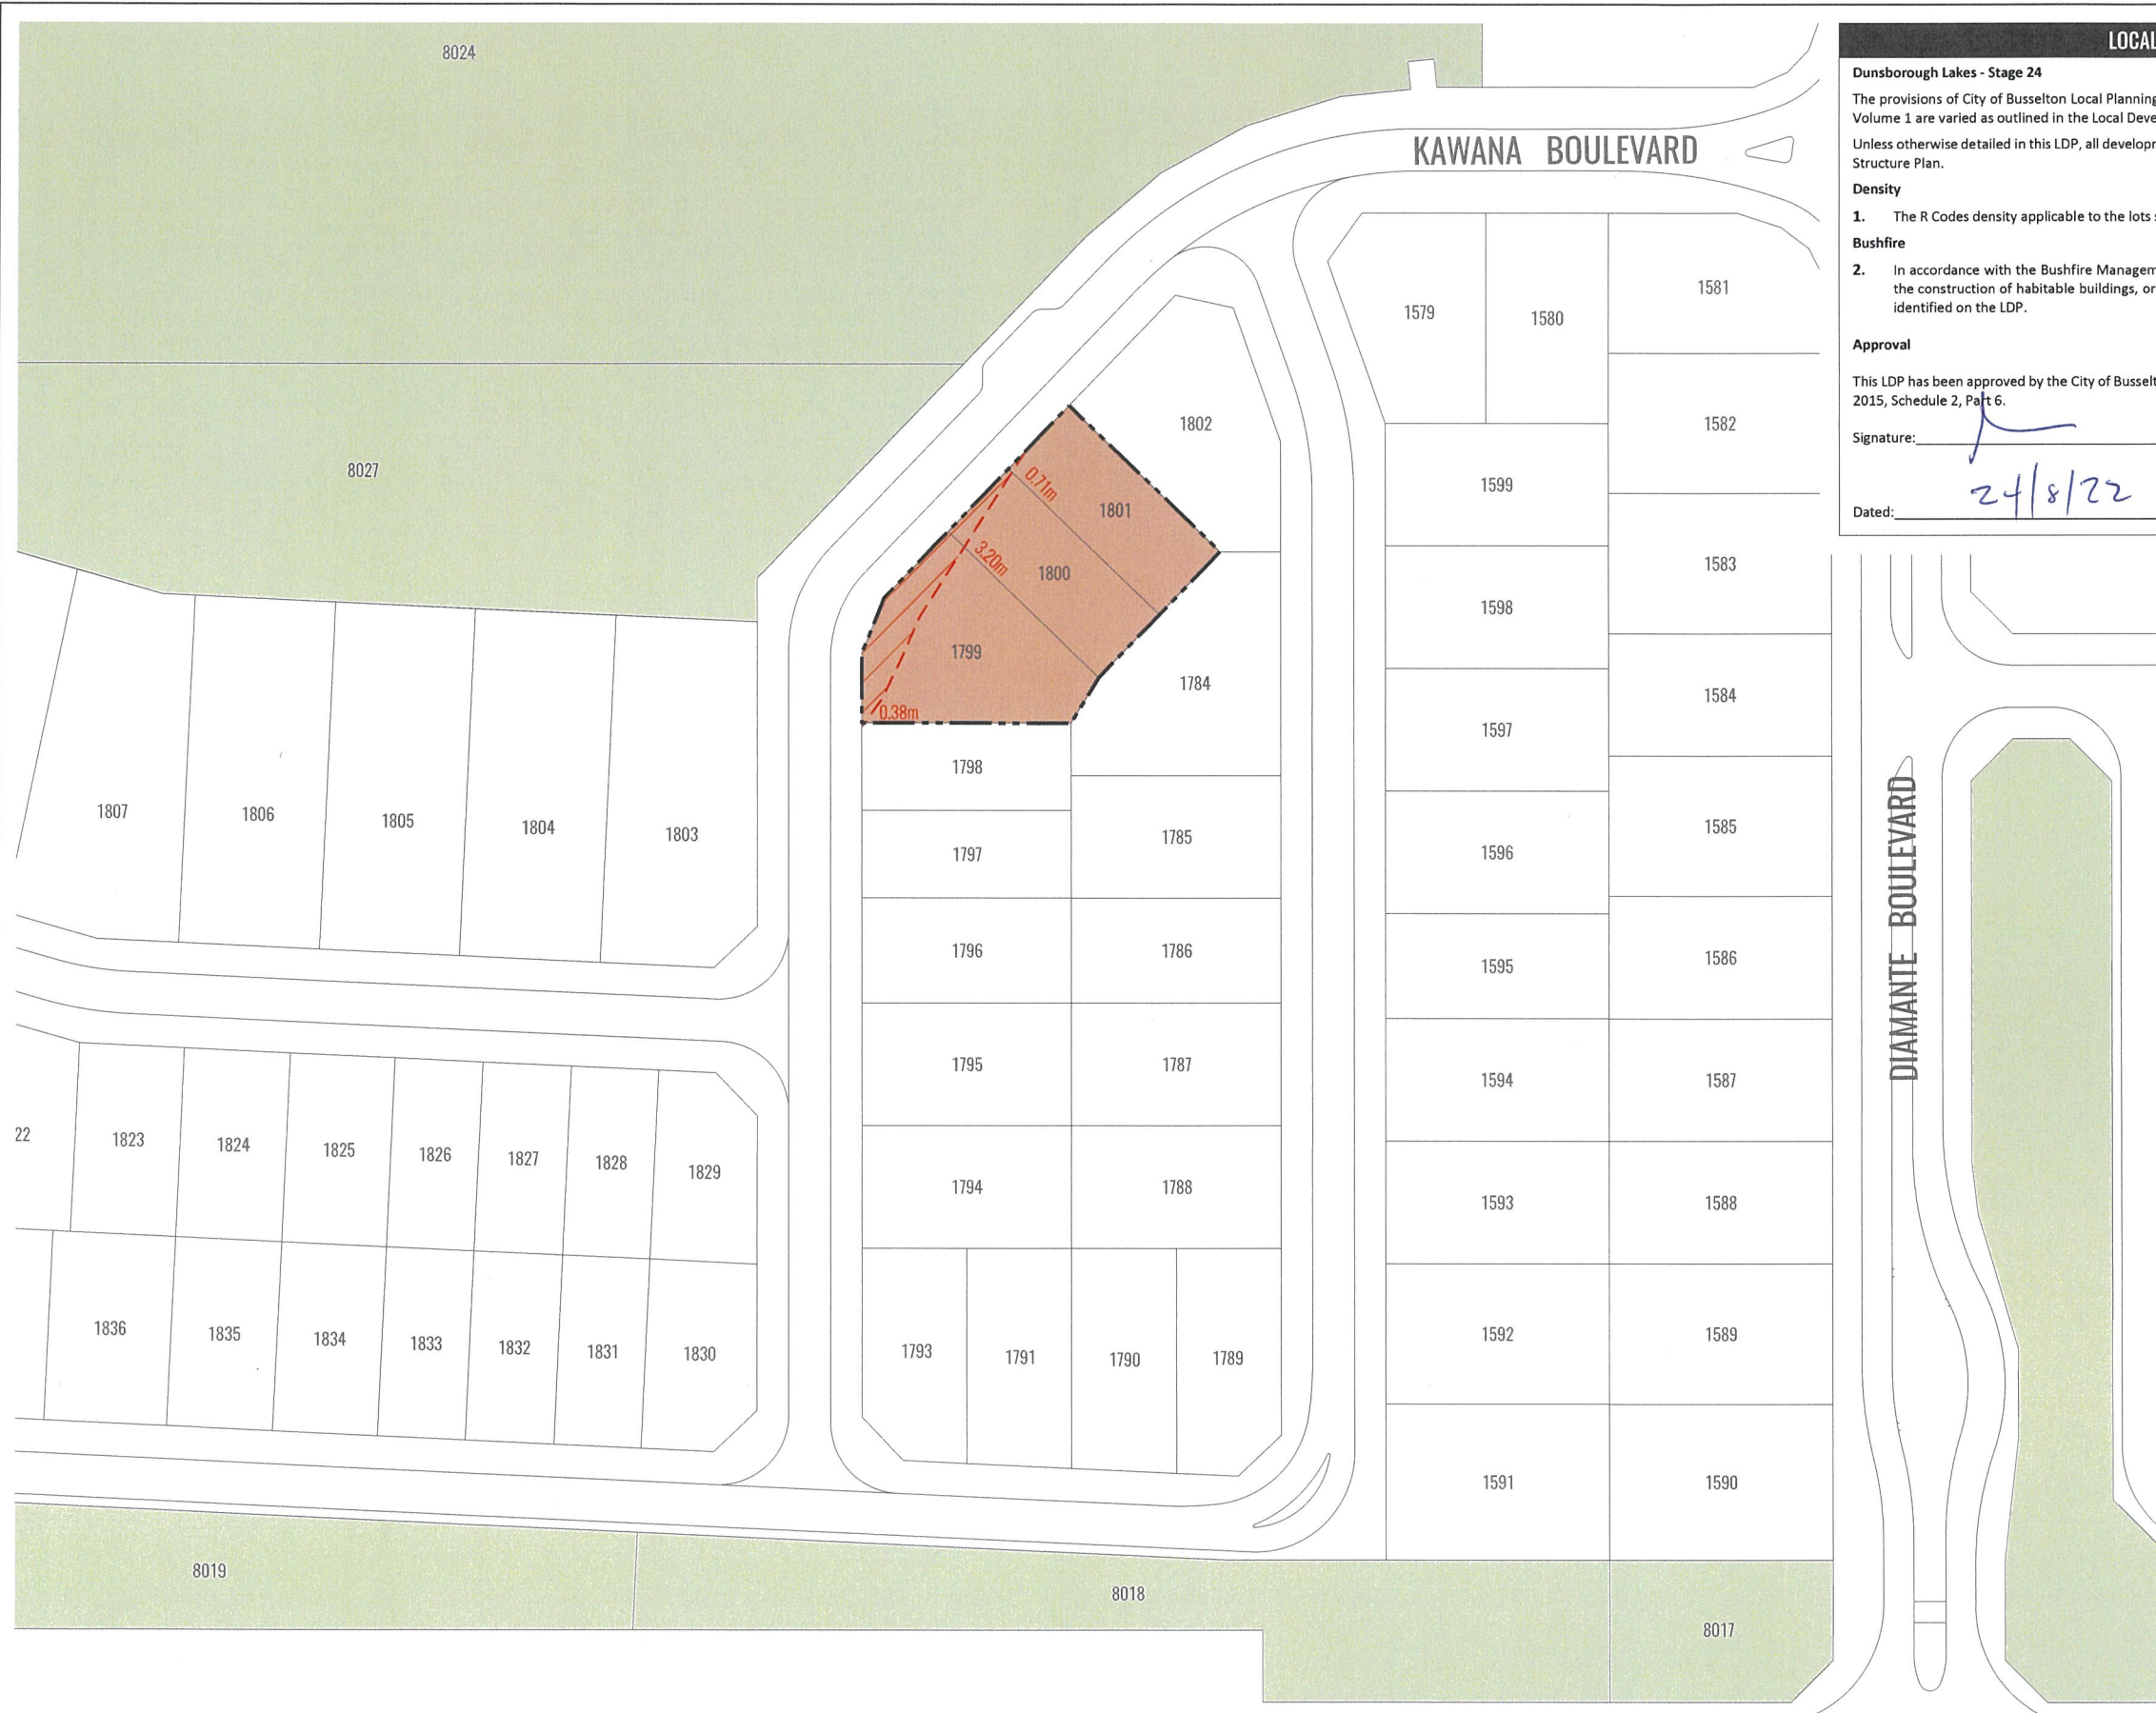 LOCAL
Dunsborough Lakes - Stage 24
The provisions of City of Busselton Local Planning
Volume 1 are varied as outlined in the Local Deve
Unless otherwise detailed in this LDP, all developm
Structure Plan.
Density
1. The R Codes density applicable to the lots s
Bushfire
2. In accordance with the Bushfire Managem
the construction of habitable buildings, or
identified on the LDP.
Approval
This LDP has been approved by the City of Busselt
2015, Schedule 2, Part 6.
Signature:
Dated: 24/8/22
8024
KAWANA BOULEVARD
8027
1579
1580
1581
1802
1582
1599
0.71m
1801
3.20m
1800
1583
1598
1799
1784
1584
0.38m
1597
1798
1807
1806
1805
1804
1803
1797
1785
1596
1585
DIAMANTE BOULEVARD
1796
1786
1595
1586
1795
1787
1594
1587
22
1823
1824
1825
1826
1827
1828
1829
1794
1788
1593
1588
1836
1835
1834
1833
1832
1831
1830
1793
1791
1790
1789
1592
1589
1591
1590
8019
8018
8017